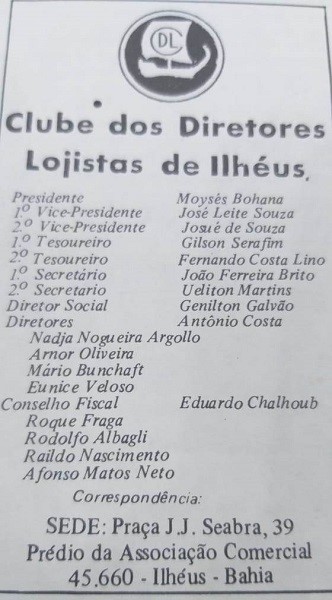 CDL
Clube dos Diretores
Lojistas de Ilhéus.
Presidente Moysés Bohana
1º Vice-Presidente José Leite Souza
2º Vice-Presidente Josué de Souza
1º Tesoureiro Gilson Serafim
2º Tesoureiro Fernando Costa Lino
1º Secretário João Ferreira Brito
2º Secretario Ueliton Martins
Diretor Social Genilton Galvão
Diretores Antônio Costa
Nadja Nogueira Argollo
Arnor Oliveira
Mário Bunchaft
Eunice Veloso
Conselho Fiscal Eduardo Chalhoub
Roque Fraga
Rodolfo Albagli
Raildo Nascimento
Afonso Matos Neto
Correspondência:
SEDE: Praça J.J. Seabra, 39
Prédio da Associação Comercial
45.660 - Ilhéus - Bahia